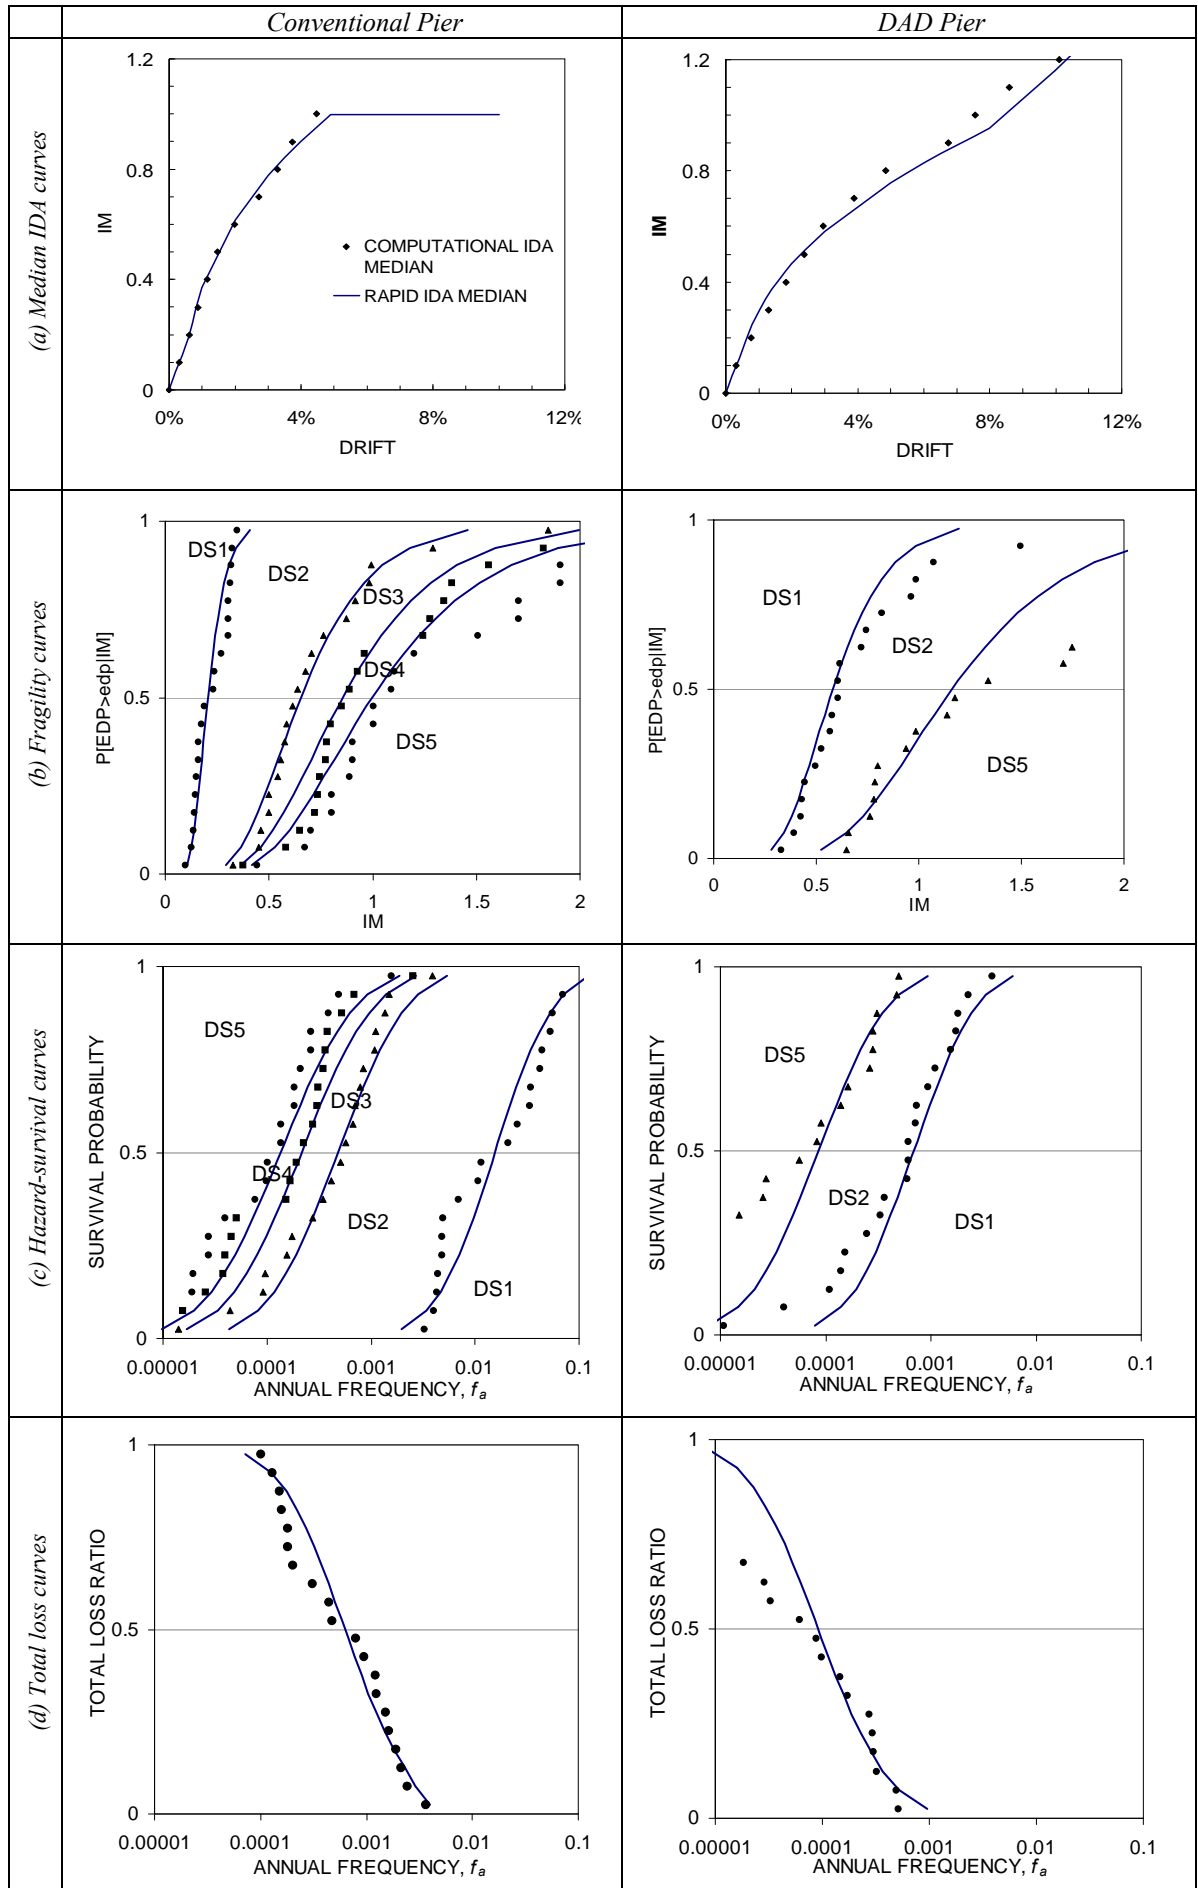 Conventional Pier
DAD Pier
(a) Median IDA curves
1.2
0.8
0.4
0
IM
COMPUTATIONAL IDA
MEDIAN
RAPID IDA MEDIAN
0% 4% 8% 12%
DRIFT
1.2
0.8
0.4
0
IM
0% 4% 8% 12%
DRIFT
(b) Fragility curves
1
0.5
0
P[EDP>edp|IM]
DS1
DS2
DS3
DS4
DS5
0 0.5 1 1.5 2
IM
1
0.5
0
P[EDP>edp|IM]
DS1
DS2
DS5
0 0.5 1 1.5 2
IM
(c) Hazard-survival curves
1
0.5
0
SURVIVAL PROBABILITY
DS5
DS3
DS4
DS2
DS1
0.00001 0.0001 0.001 0.01 0.1
ANNUAL FREQUENCY, fa
1
0.5
0
SURVIVAL PROBABILITY
DS5
DS2
DS1
0.00001 0.0001 0.001 0.01 0.1
ANNUAL FREQUENCY, fa
(d) Total loss curves
1
0.5
0
TOTAL LOSS RATIO
0.00001 0.0001 0.001 0.01 0.1
ANNUAL FREQUENCY, fa
1
0.5
0
TOTAL LOSS RATIO
0.00001 0.0001 0.001 0.01 0.1
ANNUAL FREQUENCY, fa